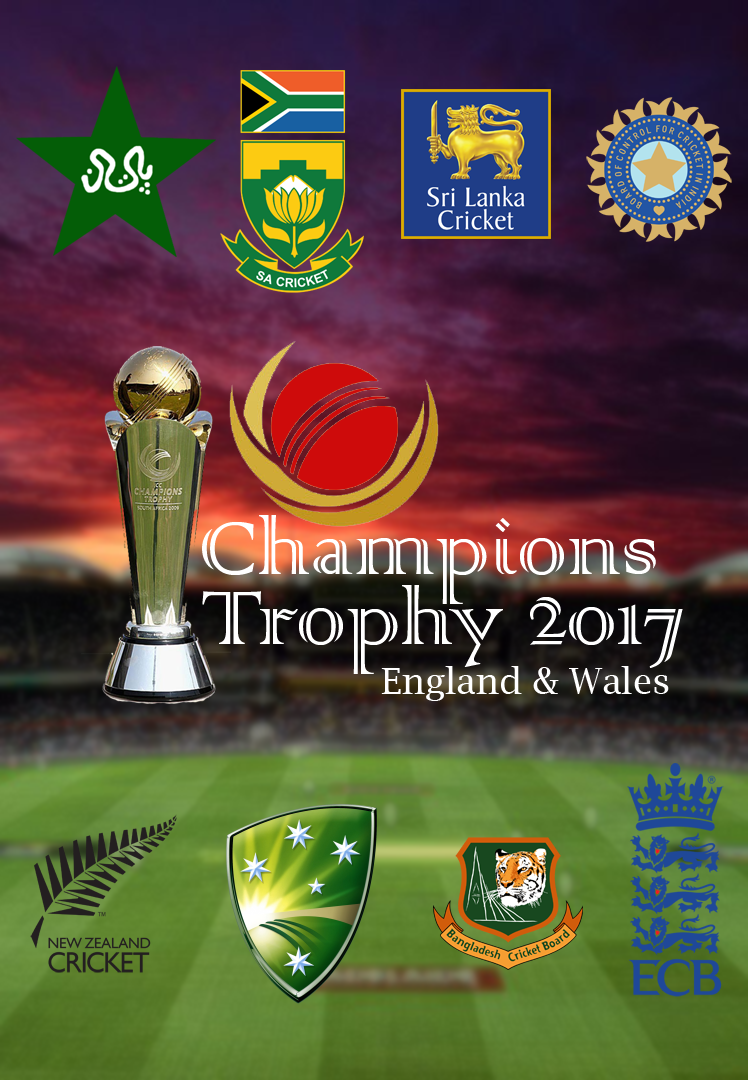 پاکستان
SA CRICKET
Sri Lanka
Cricket
BOARD OF CONTROL FOR CRICKET IN INDIA
ICC
CHAMPIONS
TROPHY
Champions
Trophy 2017
England & Wales
NEW ZEALAND
CRICKET
TM
Bangladesh Cricket Board
®
ECB